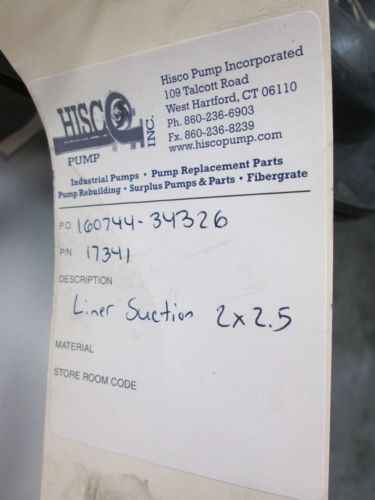 HISCO
PUMP
INC.
Hisco Pump Incorporated
109 Talcott Road
West Hartford, CT 06110
Ph. 860-236-6903
Fx. 860-236-8239
www.hiscopump.com
Industrial Pumps • Pump Replacement Parts
Pump Rebuilding • Surplus Pumps & Parts • Fibergrate
P.O. 160744-34326
P/N 17341
DESCRIPTION
Liner Suction 2x2.5
MATERIAL
STORE ROOM CODE